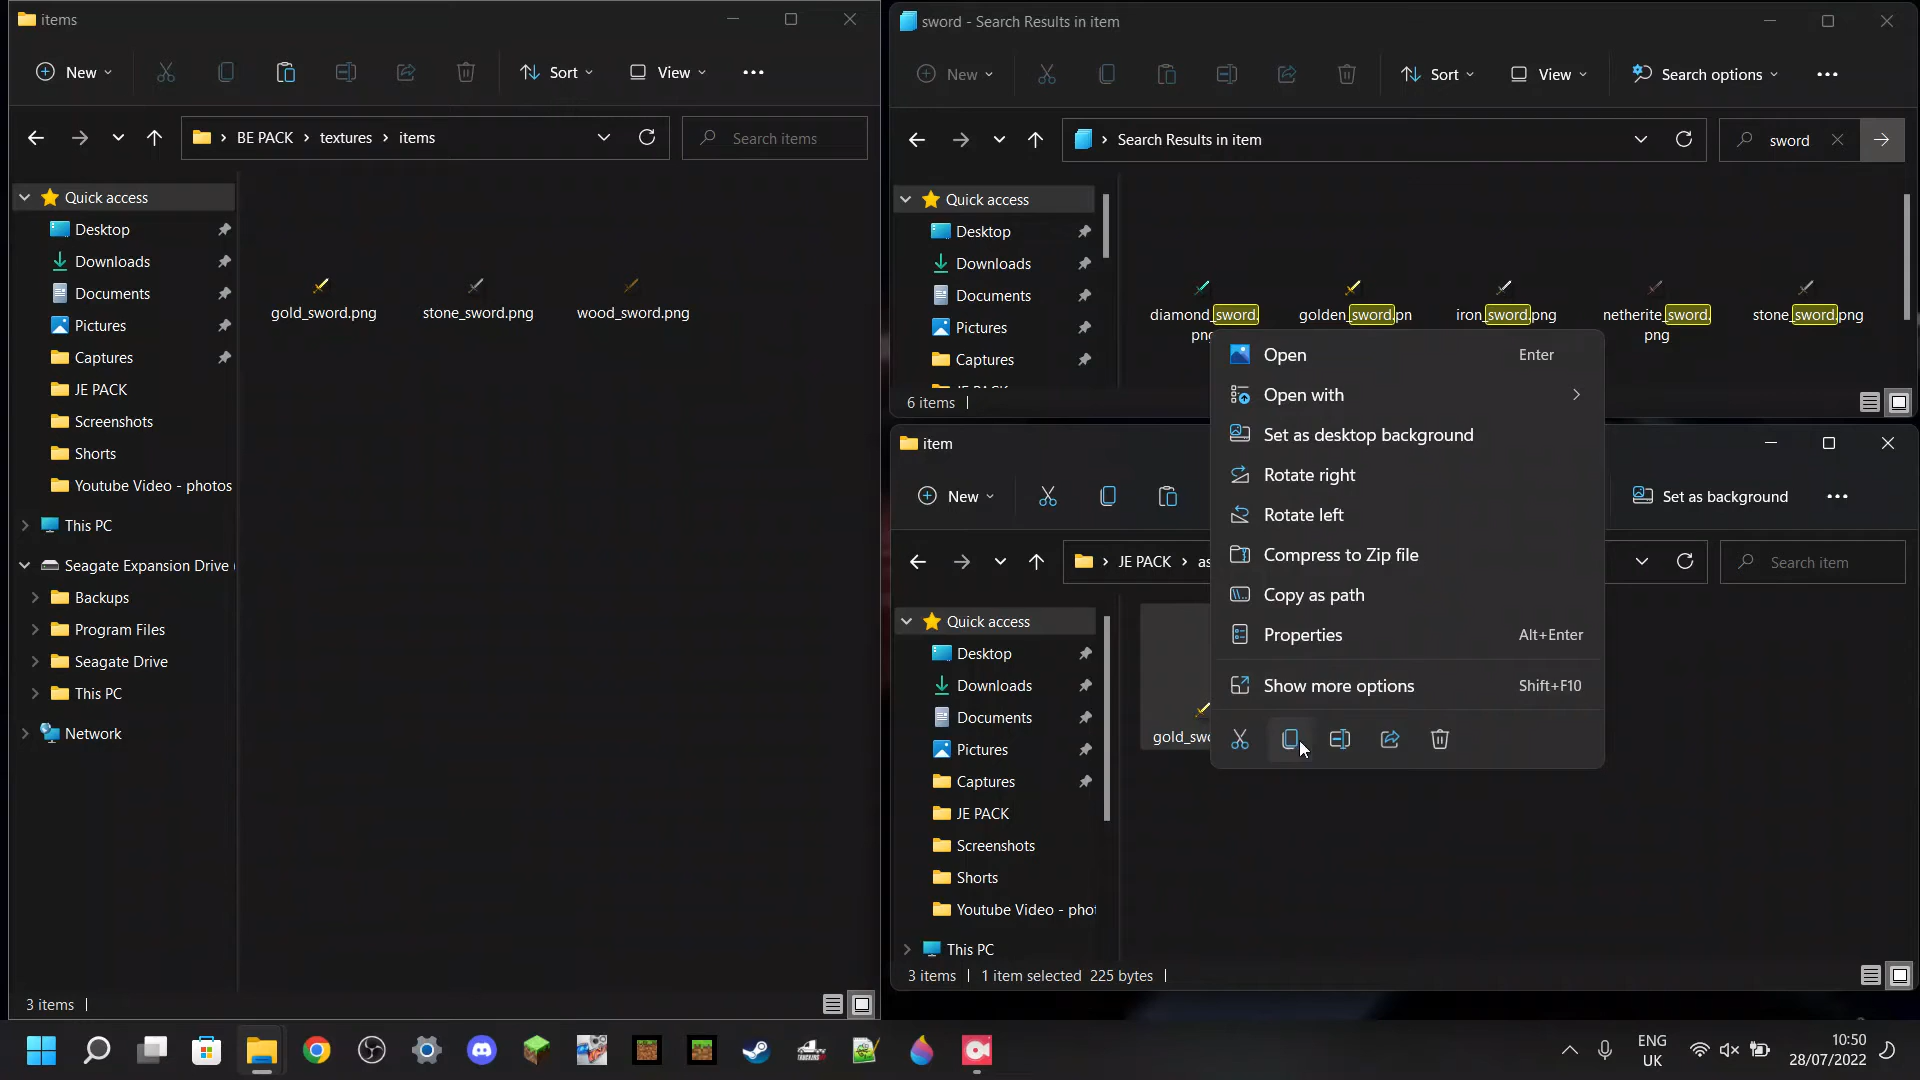 items
New
Sort
View
BE PACK
textures
items
Search items
Quick access
Desktop
Downloads
Documents
Pictures
Captures
JE PACK
Screenshots
Shorts
Youtube Video - photos
This PC
Seagate Expansion Drive
Backups
Program Files
Seagate Drive
This PC
Network
gold_sword.png
stone_sword.png
wood_sword.png
3 items
sword - Search Results in item
New
Sort
View
Search options
Search Results in item
sword
Quick access
Desktop
Downloads
Documents
Pictures
Captures
diamond_sword.
golden_sword.pn
iron_sword.png
netherite_sword.
png
stone_sword.png
6 items
Open Enter
Open with
Set as desktop background
Rotate right
Rotate left
Compress to Zip file
Copy as path
Properties Alt+Enter
Show more options Shift+F10
item
New
Set as background
JE PACK
as
Search item
Quick access
Desktop
Downloads
Documents
Pictures
Captures
JE PACK
Screenshots
Shorts
Youtube Video - phot
This PC
gold_swo
3 items
1 item selected 225 bytes
ENG
UK
10:50
28/07/2022